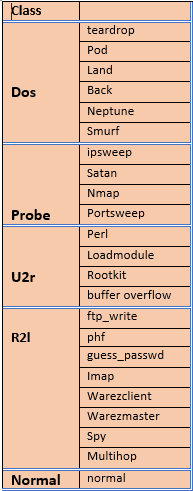 Class
teardrop
Pod
Land
Dos
Back
Neptune
Smurf
ipsweep
Satan
Nmap
Probe
Portsweep
Perl
Loadmodule
U2r
Rootkit
buffer overflow
ftp_write
R2l
phf
guess_passwd
Imap
Warezclient
Warezmaster
Spy
Multihop
Normal
normal